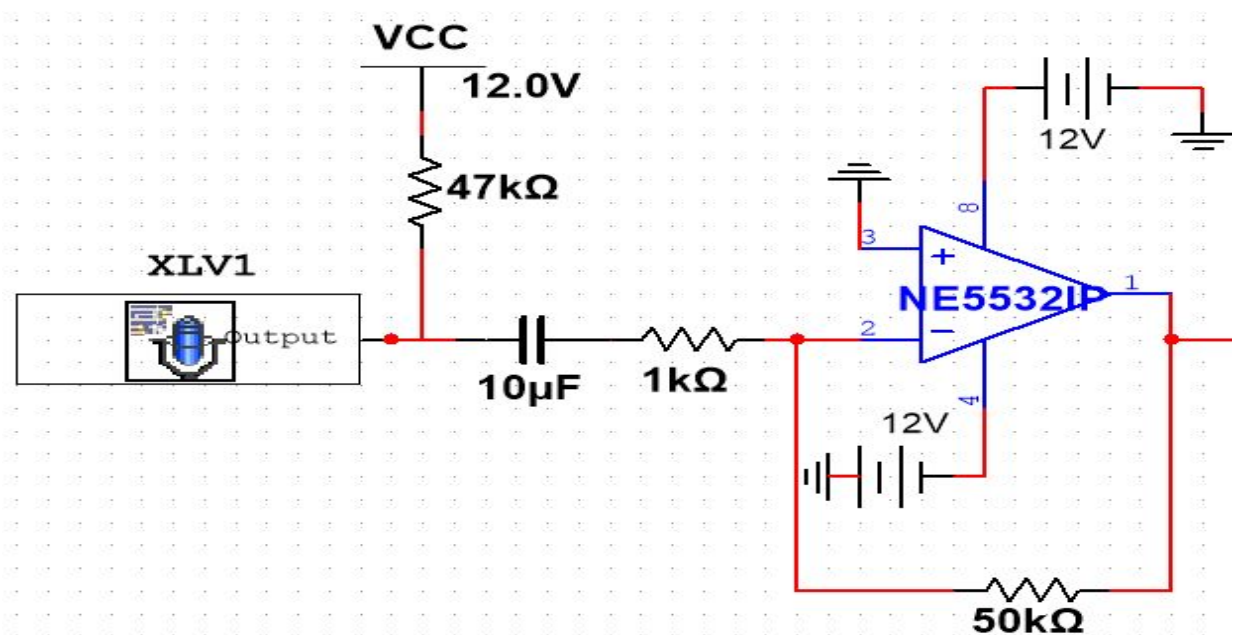 VCC
12.0V
12V
47kΩ
8
3
XLV1
+
NE5532IP
1
Output
2
−
10µF
1kΩ
4
12V
50kΩ